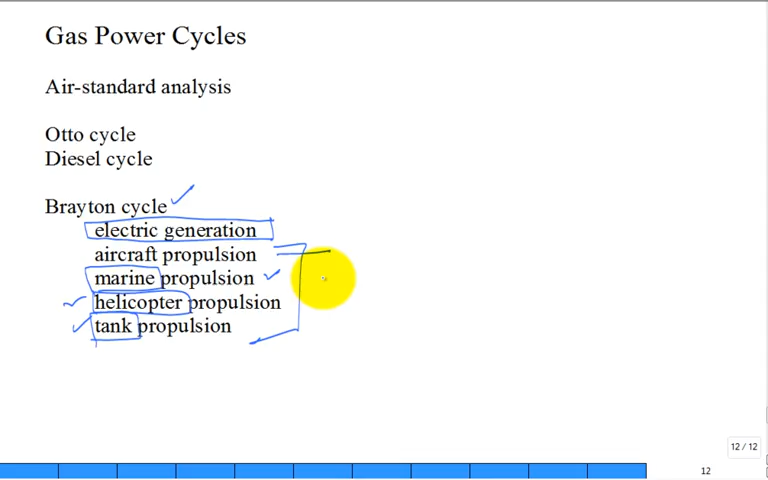 Gas Power Cycles
Air-standard analysis
Otto cycle
Diesel cycle
Brayton cycle
electric generation
aircraft propulsion
marine propulsion
helicopter propulsion
tank propulsion
12 / 12
12